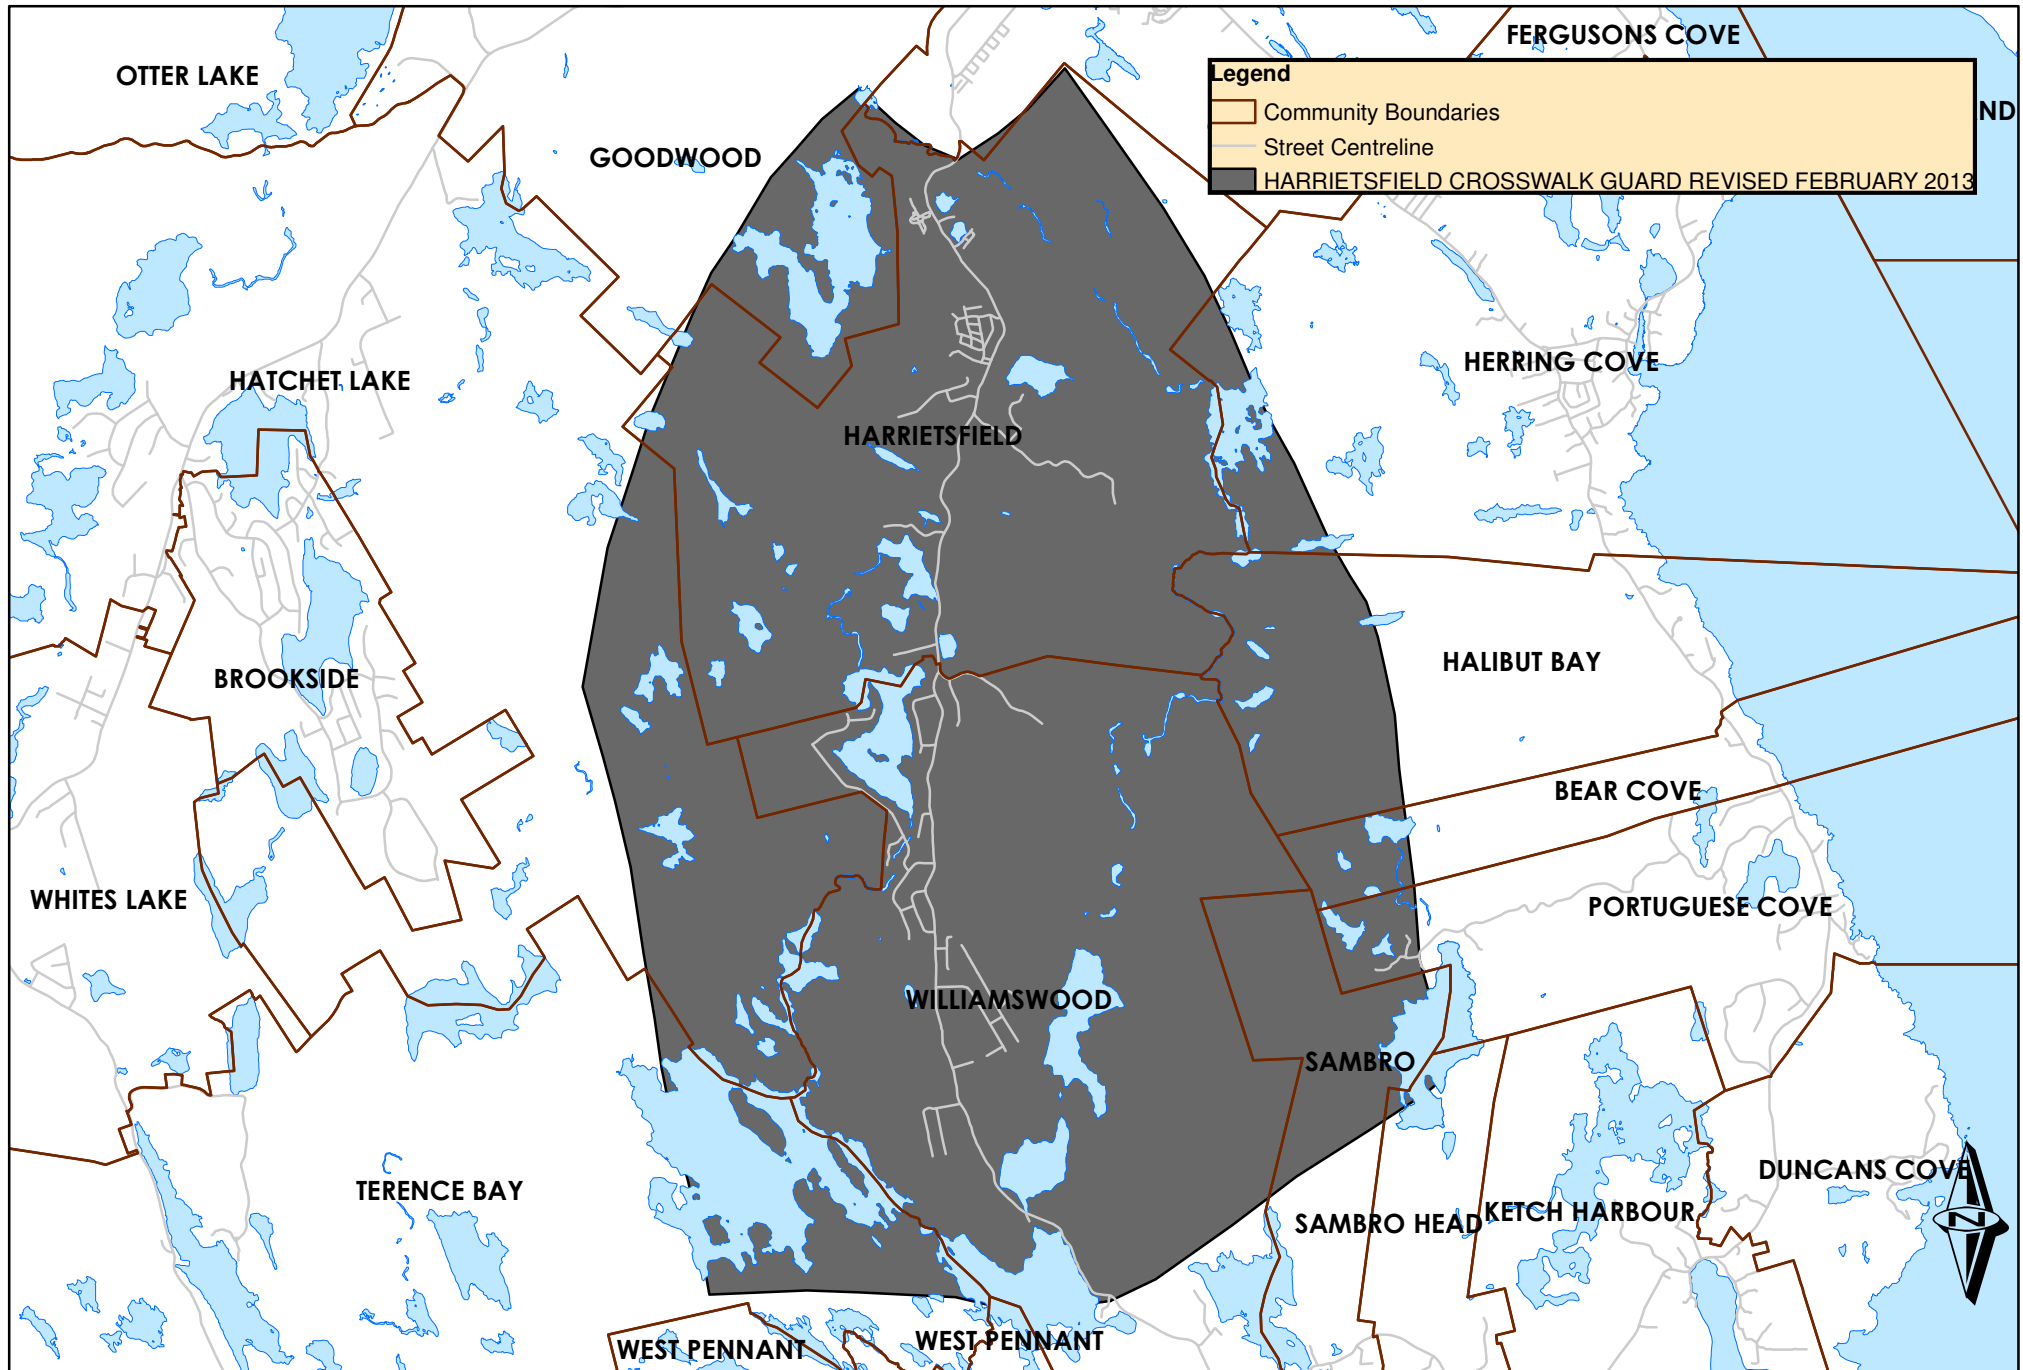 FERGUSONS COVE
OTTER LAKE
Legend
Community Boundaries
ND
Street Centreline
GOODWOOD
HARRIETSFIELD CROSSWALK GUARD REVISED FEBRUARY 2013
HERRING COVE
HATCHET LAKE
HARRIETSFIELD
HALIBUT BAY
BROOKSIDE
BEAR COVE
WHITES LAKE
PORTUGUESE COVE
WILLIAMSWOOD
SAMBRO
DUNCANS COVE
TERENCE BAY
KETCH HARBOUR
SAMBRO HEAD
N
WEST PENNANT
WEST PENNANT